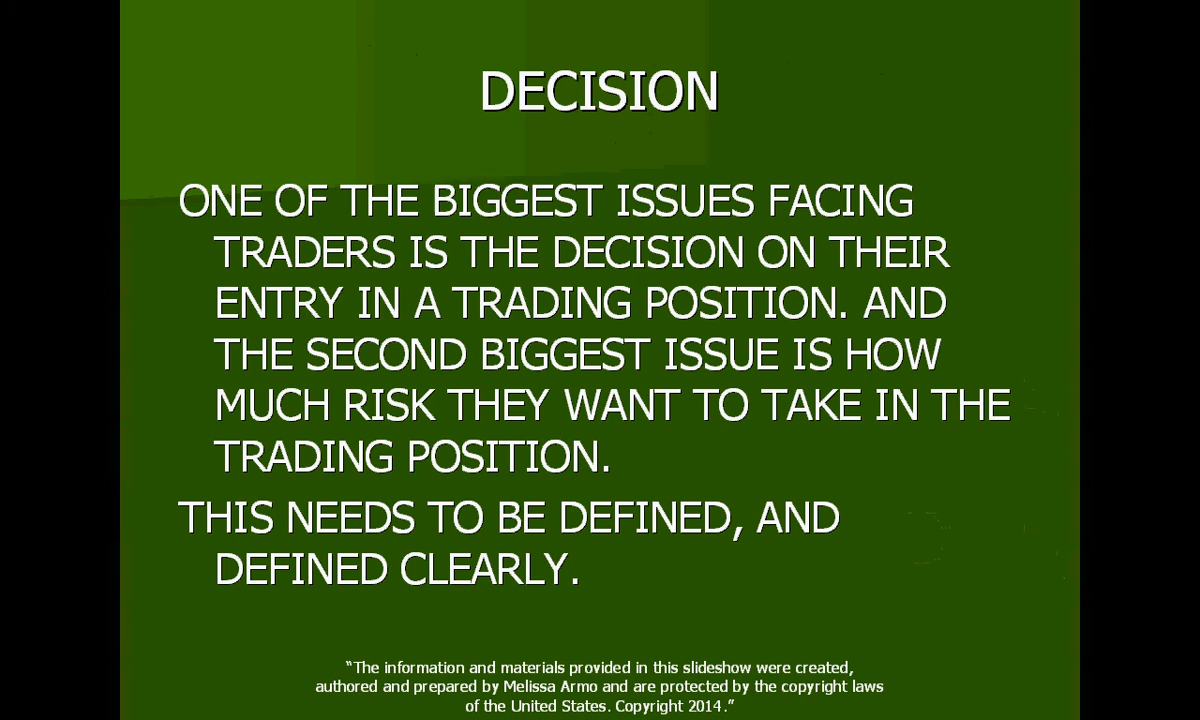 DECISION
ONE OF THE BIGGEST ISSUES FACING
TRADERS IS THE DECISION ON THEIR
ENTRY IN A TRADING POSITION. AND
THE SECOND BIGGEST ISSUE IS HOW
MUCH RISK THEY WANT TO TAKE IN THE
TRADING POSITION.
THIS NEEDS TO BE DEFINED, AND
DEFINED CLEARLY.
“The information and materials provided in this slideshow were created,
authored and prepared by Melissa Armo and are protected by the copyright laws
of the United States. Copyright 2014.”